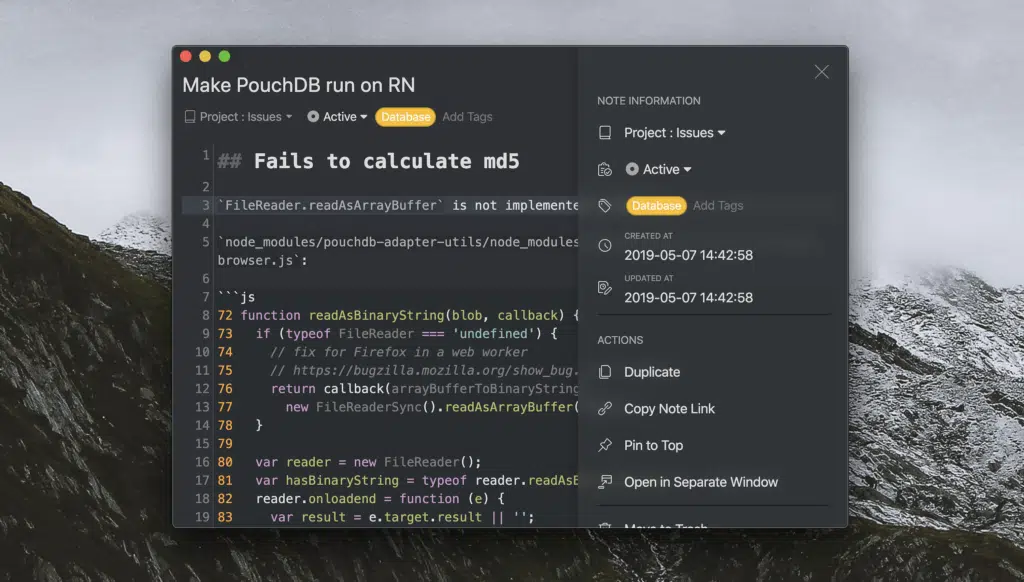 Make PouchDB run on RN
Project : Issues Active Database Add Tags
1 ## Fails to calculate md5
2
3 `FileReader.readAsArrayBuffer` is not implemente
4
5 `node_modules/pouchdb-adapter-utils/node_modules
browser.js`:
6
7 ```js
8 72 function readAsBinaryString(blob, callback) {
9 73 if (typeof FileReader === 'undefined') {
10 74 // fix for Firefox in a web worker
11 75 // https://bugzilla.mozilla.org/show_bug.
12 76 return callback(arrayBufferToBinaryString
13 77 new FileReaderSync().readAsArrayBuffer(
14 78 }
15 79
16 80 var reader = new FileReader();
17 81 var hasBinaryString = typeof reader.readAsB
18 82 reader.onloadend = function (e) {
19 83 var result = e.target.result || '';
NOTE INFORMATION
Project : Issues
Active
Database Add Tags
CREATED AT
2019-05-07 14:42:58
UPDATED AT
2019-05-07 14:42:58
ACTIONS
Duplicate
Copy Note Link
Pin to Top
Open in Separate Window
Move to Trash